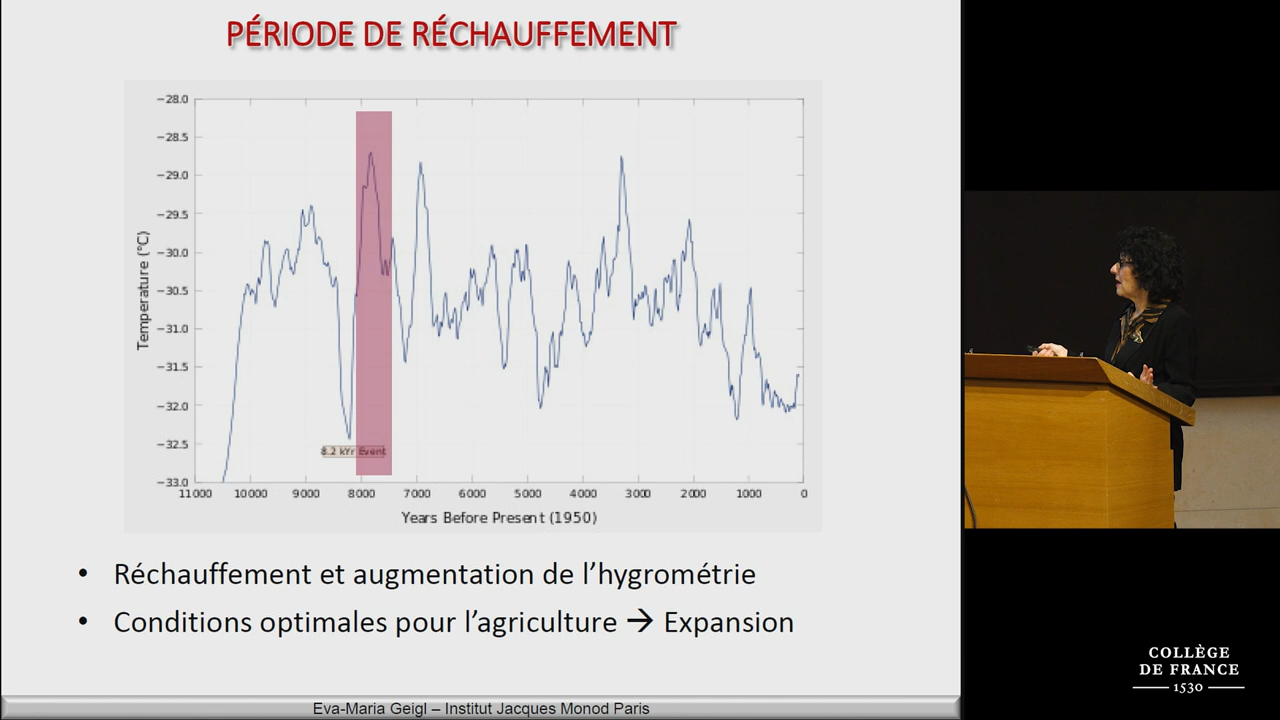 PÉRIODE DE RÉCHAUFFEMENT
−28.0
−28.5
−29.0
−29.5
−30.0
−30.5
−31.0
−31.5
−32.0
−32.5
−33.0
Temperature (°C)
8.2 kYr Event
11000 10000 9000 8000 7000 6000 5000 4000 3000 2000 1000 0
Years Before Present (1950)
• Réchauffement et augmentation de l’hygrométrie
• Conditions optimales pour l’agriculture → Expansion
Eva-Maria Geigl – Institut Jacques Monod Paris
COLLÈGE
DE FRANCE
1530